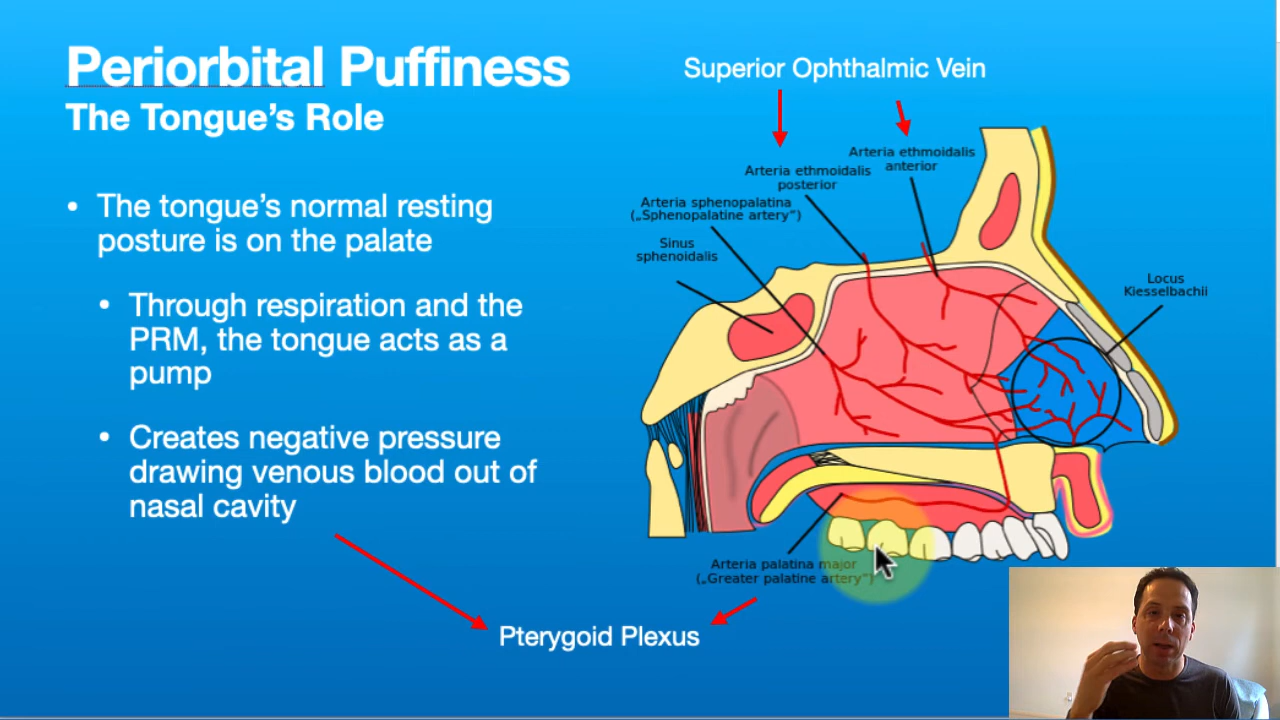 Periorbital Puffiness
The Tongue's Role
• The tongue's normal resting
posture is on the palate
• Through respiration and the
PRM, the tongue acts as a
pump
• Creates negative pressure
drawing venous blood out of
nasal cavity
Superior Ophthalmic Vein
Arteria ethmoidalis
anterior
Arteria ethmoidalis
posterior
Arteria sphenopalatina
(„Sphenopalatine artery")
Sinus
sphenoidalis
Locus
Kiesselbachii
Arteria palatina major
(„Greater palatine artery")
Pterygoid Plexus